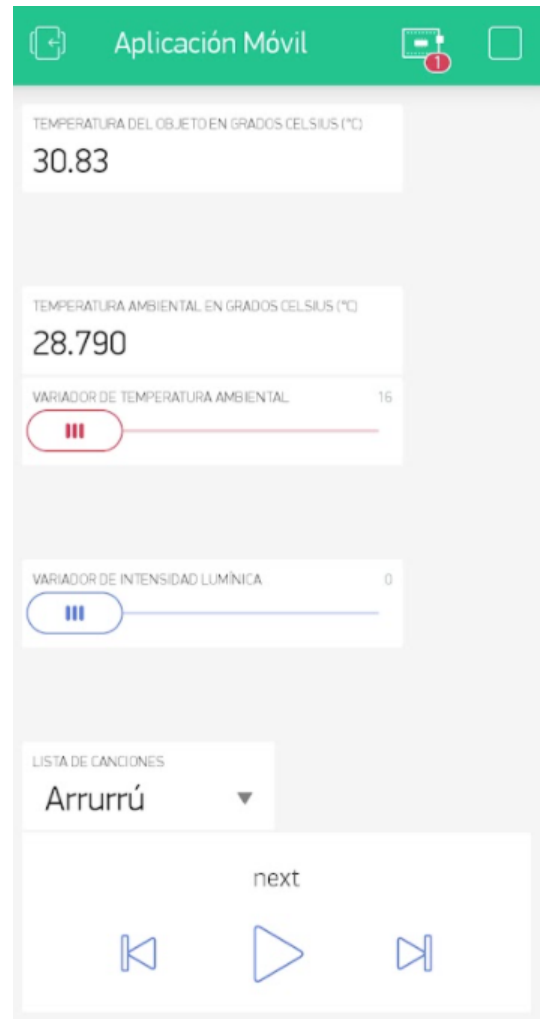 Aplicación Móvil
1
TEMPERATURA DEL OBJETO EN GRADOS CELSIUS (°C)
30.83
TEMPERATURA AMBIENTAL EN GRADOS CELSIUS (°C)
28.790
VARIADOR DE TEMPERATURA AMBIENTAL 16
VARIADOR DE INTENSIDAD LUMÍNICA 0
LISTA DE CANCIONES
Arrurrú
next